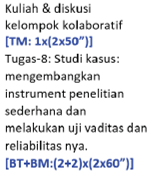 Kuliah & diskusi
kelompok kolaboratif
[TM: 1x(2x50”)]
Tugas-8: Studi kasus:
mengembangkan
instrument penelitian
sederhana dan
melakukan uji vaditas dan
reliabilitas nya.
[BT+BM:(2+2)x(2x60”)]